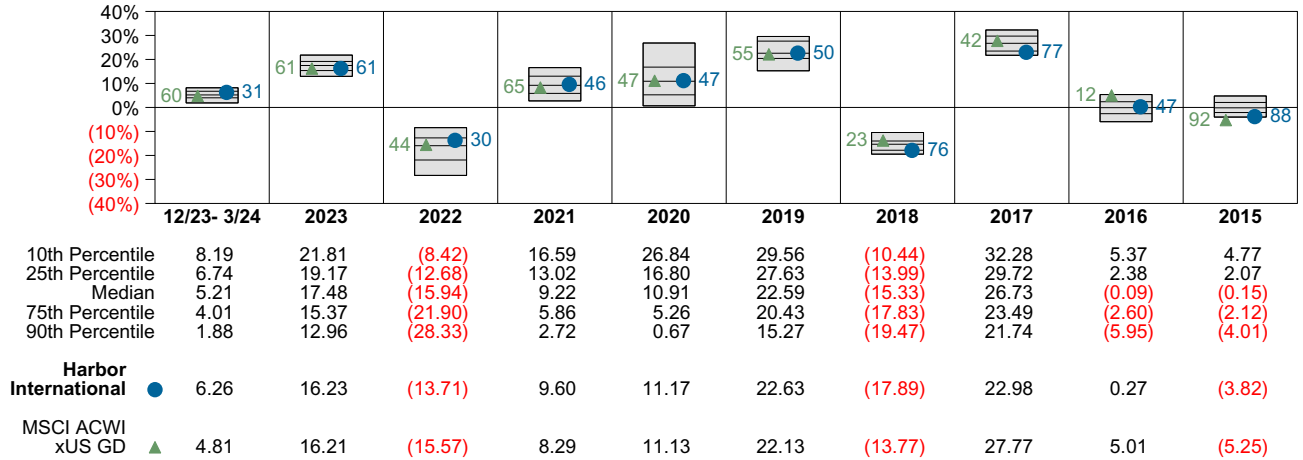 40%
30%
20%
10%
0%
(10%)
(20%)
(30%)
(40%)
60 31 61 61 44 30 65 46 47 47 55 50 23 76 42 77 12 47 92 88
12/23- 3/24 2023 2022 2021 2020 2019 2018 2017 2016 2015
10th Percentile 8.19 21.81 (8.42) 16.59 26.84 29.56 (10.44) 32.28 5.37 4.77
25th Percentile 6.74 19.17 (12.68) 13.02 16.80 27.63 (13.99) 29.72 2.38 2.07
Median 5.21 17.48 (15.94) 9.22 10.91 22.59 (15.33) 26.73 (0.09) (0.15)
75th Percentile 4.01 15.37 (21.90) 5.86 5.26 20.43 (17.83) 23.49 (2.60) (2.12)
90th Percentile 1.88 12.96 (28.33) 2.72 0.67 15.27 (19.47) 21.74 (5.95) (4.01)
Harbor
International 6.26 16.23 (13.71) 9.60 11.17 22.63 (17.89) 22.98 0.27 (3.82)
MSCI ACWI
xUS GD 4.81 16.21 (15.57) 8.29 11.13 22.13 (13.77) 27.77 5.01 (5.25)